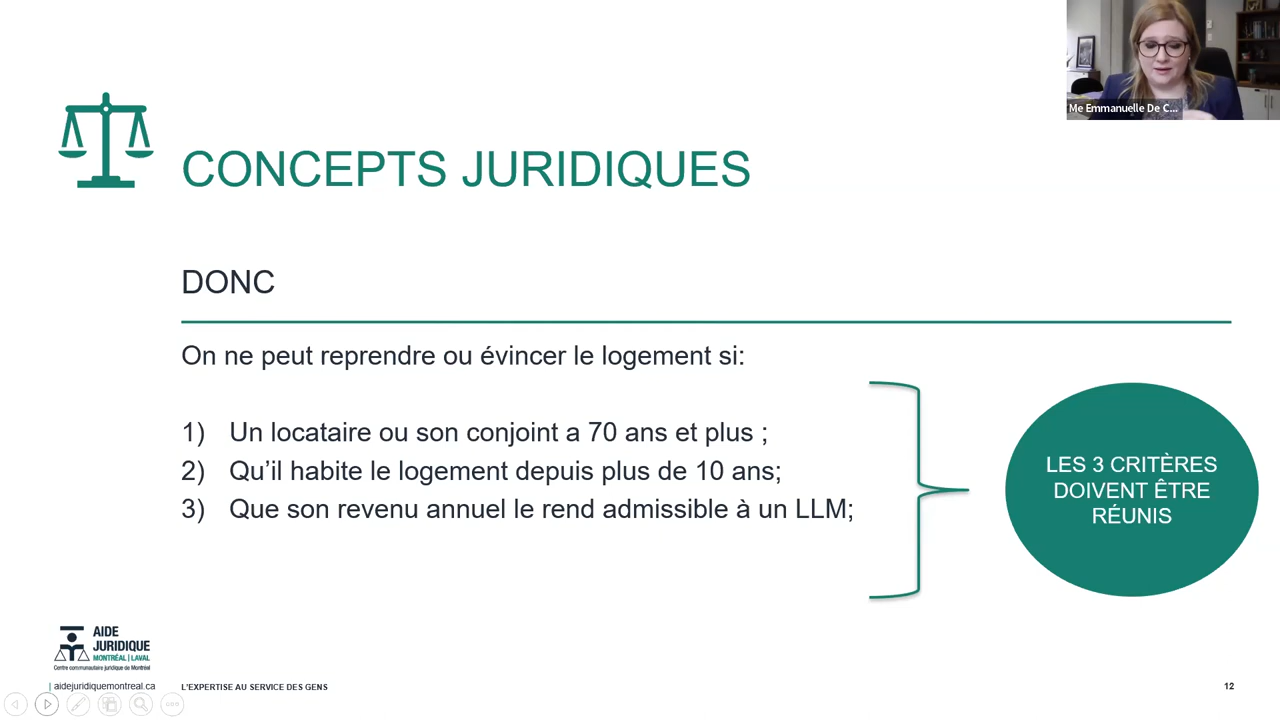 Me Emmanuelle De C...
CONCEPTS JURIDIQUES
DONC
On ne peut reprendre ou évincer le logement si:
1) Un locataire ou son conjoint a 70 ans et plus ;
2) Qu’il habite le logement depuis plus de 10 ans;
3) Que son revenu annuel le rend admissible à un LLM;
LES 3 CRITÈRES
DOIVENT ÊTRE
RÉUNIS
AIDE
JURIDIQUE
MONTRÉAL | LAVAL
Centre communautaire juridique de Montréal
| aidejuridiquemontreal.ca
L'EXPERTISE AU SERVICE DES GENS
12